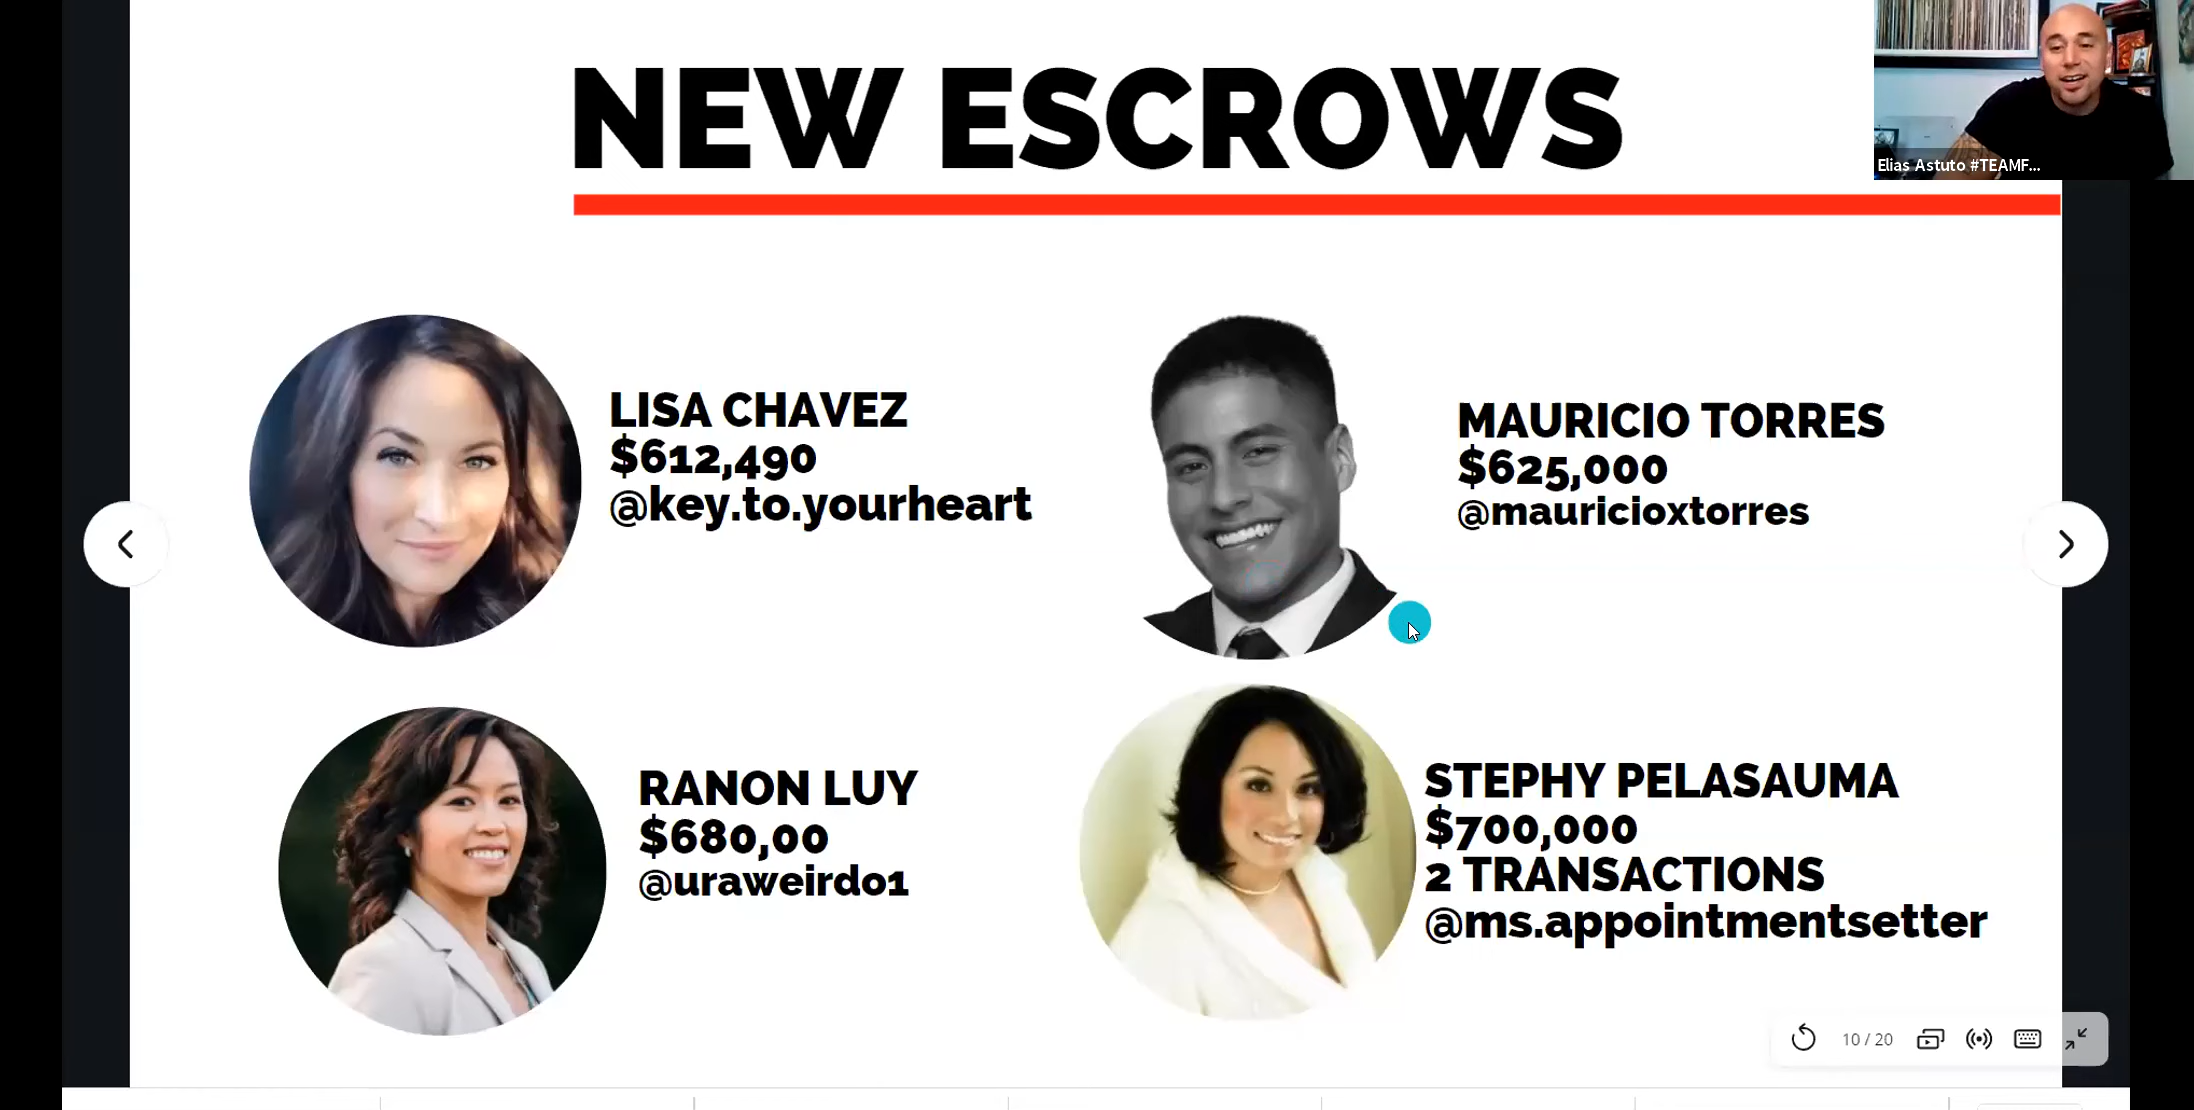 NEW ESCROWS
Elias Astuto #TEAMF...
LISA CHAVEZ
$612,490
@key.to.yourheart
MAURICIO TORRES
$625,000
@mauricioxtorres
RANON LUY
$680,00
@uraweirdo1
STEPHY PELASAUMA
$700,000
2 TRANSACTIONS
@ms.appointmentsetter
10 / 20